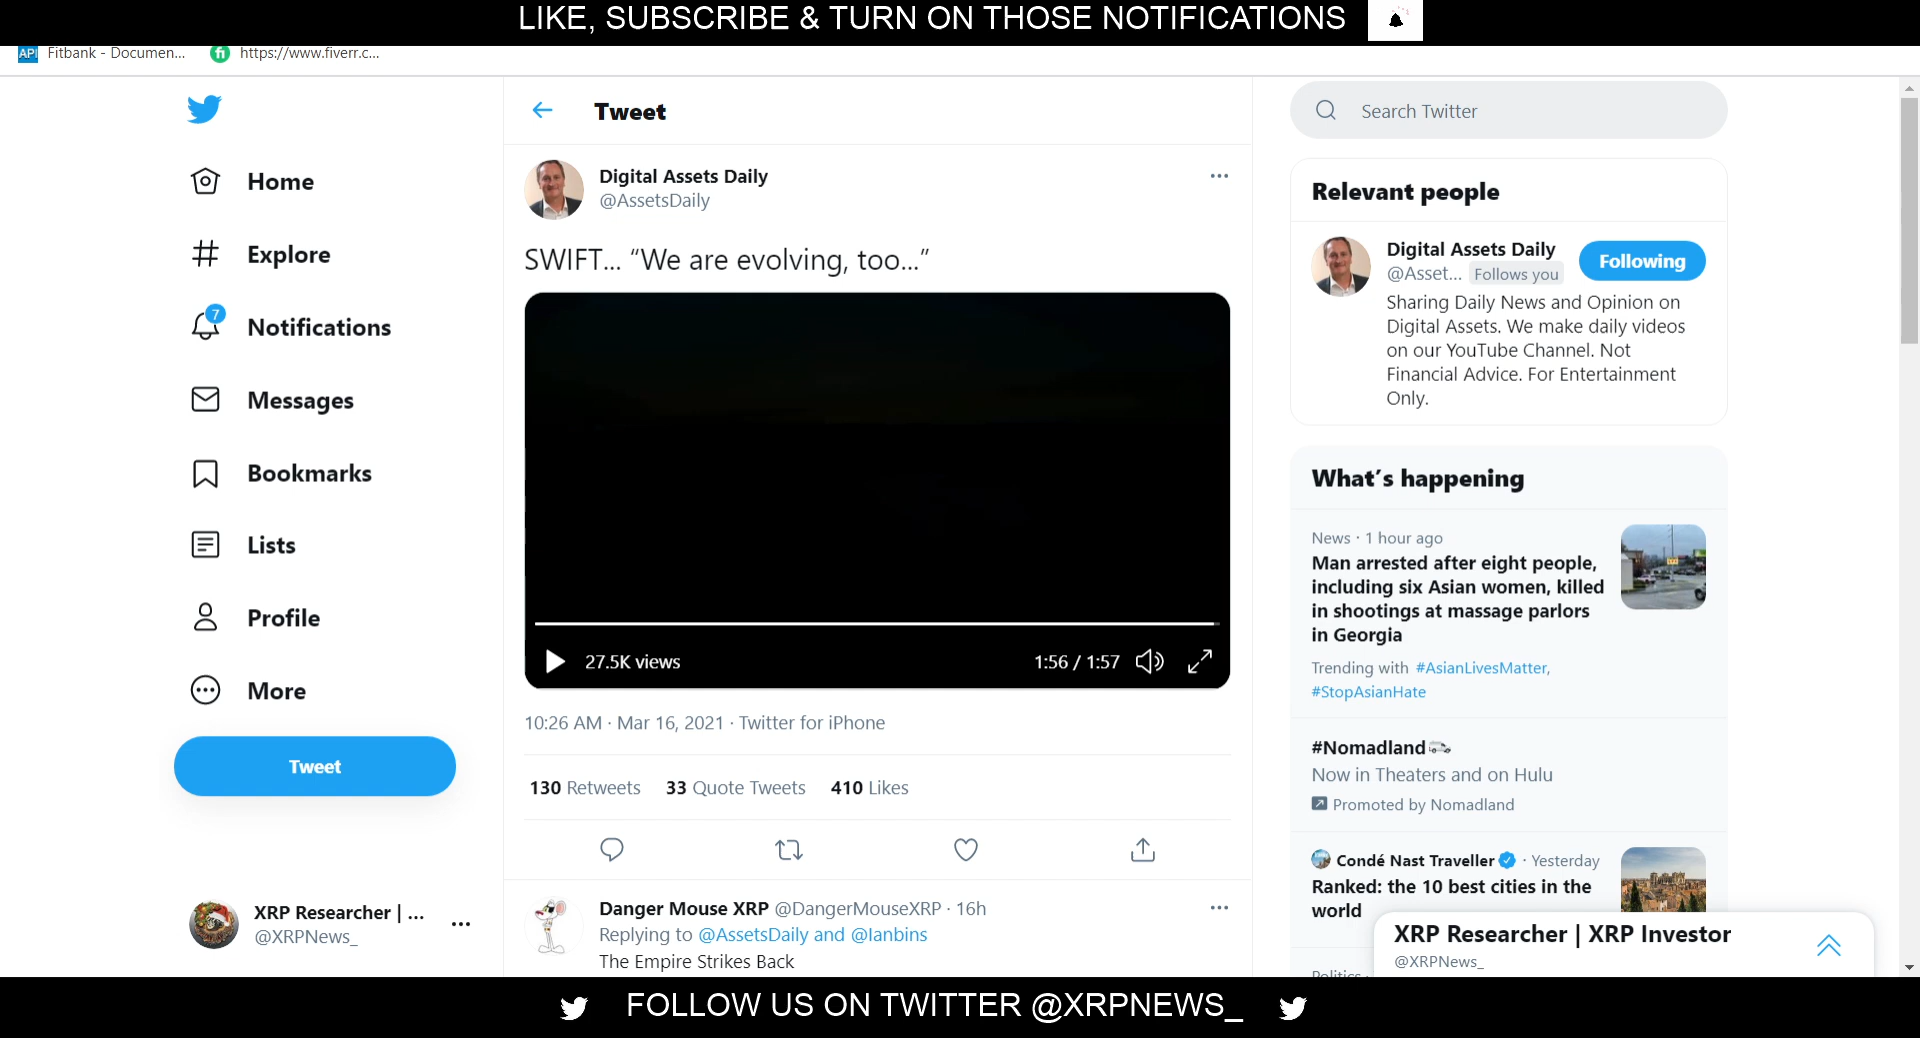 LIKE, SUBSCRIBE & TURN ON THOSE NOTIFICATIONS
API Fitbank - Documen...
fi https://www.fiverr.c...
Home
Explore
7
Notifications
Messages
Bookmarks
Lists
Profile
More
Tweet
XRP Researcher | ...
@XRPNews_
Tweet
Digital Assets Daily
@AssetsDaily
SWIFT... “We are evolving, too...”
27.5K views
1:56 / 1:57
10:26 AM · Mar 16, 2021 · Twitter for iPhone
130 Retweets 33 Quote Tweets 410 Likes
Danger Mouse XRP @DangerMouseXRP · 16h
Replying to @AssetsDaily and @Ianbins
The Empire Strikes Back
Search Twitter
Relevant people
Digital Assets Daily
@Asset... Follows you
Following
Sharing Daily News and Opinion on
Digital Assets. We make daily videos
on our YouTube Channel. Not
Financial Advice. For Entertainment
Only.
What’s happening
News · 1 hour ago
Man arrested after eight people,
including six Asian women, killed
in shootings at massage parlors
in Georgia
Trending with #AsianLivesMatter,
#StopAsianHate
#Nomadland
Now in Theaters and on Hulu
Promoted by Nomadland
Condé Nast Traveller · Yesterday
Ranked: the 10 best cities in the
world
Politics ·
XRP Researcher | XRP Investor
@XRPNews_
FOLLOW US ON TWITTER @XRPNEWS_